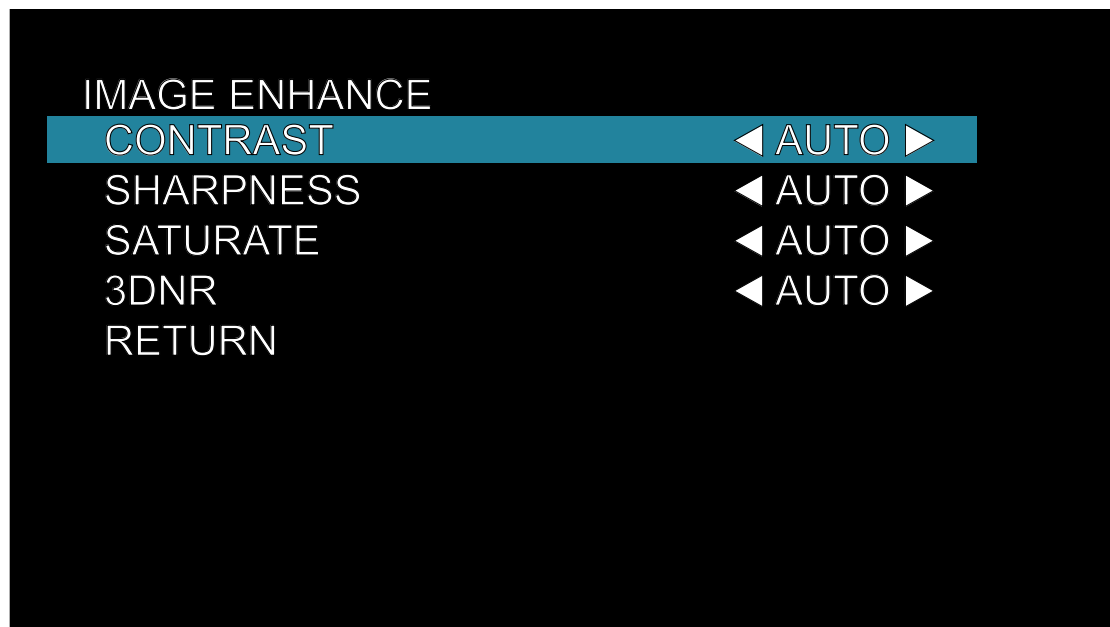 IMAGE ENHANCE
CONTRAST ◀ AUTO ▶
SHARPNESS ◀ AUTO ▶
SATURATE ◀ AUTO ▶
3DNR ◀ AUTO ▶
RETURN